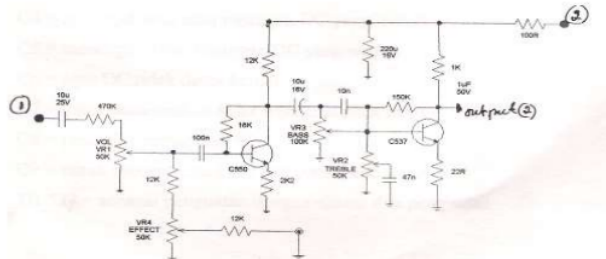 ②
100R
12K
220u
16V
1K
10u
25V
470K
①
10u
16V
10n
150K
1uF
50V
output ②
18K
100n
VOL
VR1
50K
VR3
BASS
100K
C550
C537
VR2
TREBLE
50K
47n
22R
2K2
12K
VR4
EFFECT
50K
12K